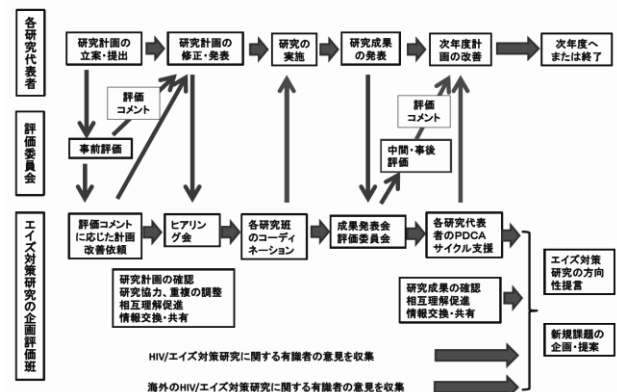 各研究代表者
研究計画の
立案・提出
研究計画の
修正・発表
研究の
実施
研究成果
の発表
次年度計
画の改善
次年度へ
または終了
評価委員会
評価
コメント
事前評価
評価
コメント
中間・事後
評価
エイズ対策研究の企画評価班
評価コメント
に応じた計画
改善依頼
ヒアリン
グ会
各研究班
のコーディ
ネーション
成果発表会
評価委員会
各研究代表
者のPDCA
サイクル支援
研究計画の確認
研究協力、重複の調整
相互理解促進
情報交換・共有
研究成果の確認
相互理解促進
情報交換・共有
エイズ対策
研究の方向
性提言
新規課題の
企画・提案
HIV/エイズ対策研究に関する有識者の意見を収集
海外のHIV/エイズ対策研究に関する有識者の意見を収集